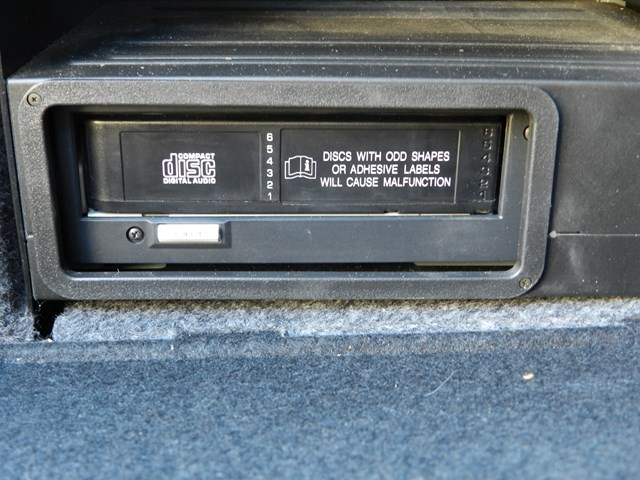 COMPACT
disc
DIGITAL AUDIO
6
5
4
3
2
1
DISCS WITH ODD SHAPES
OR ADHESIVE LABELS
WILL CAUSE MALFUNCTION